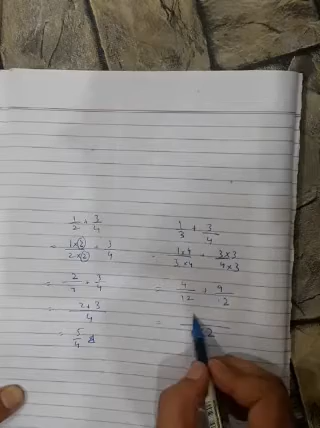 1/2 + 3/4
= 1×2/2×2 + 3/4
= 2/4 + 3/4
= 2+3/4
= 5/4
1/3 + 3/4
1×4/3×4 + 3×3/4×3
= 4/12 + 9/12
=